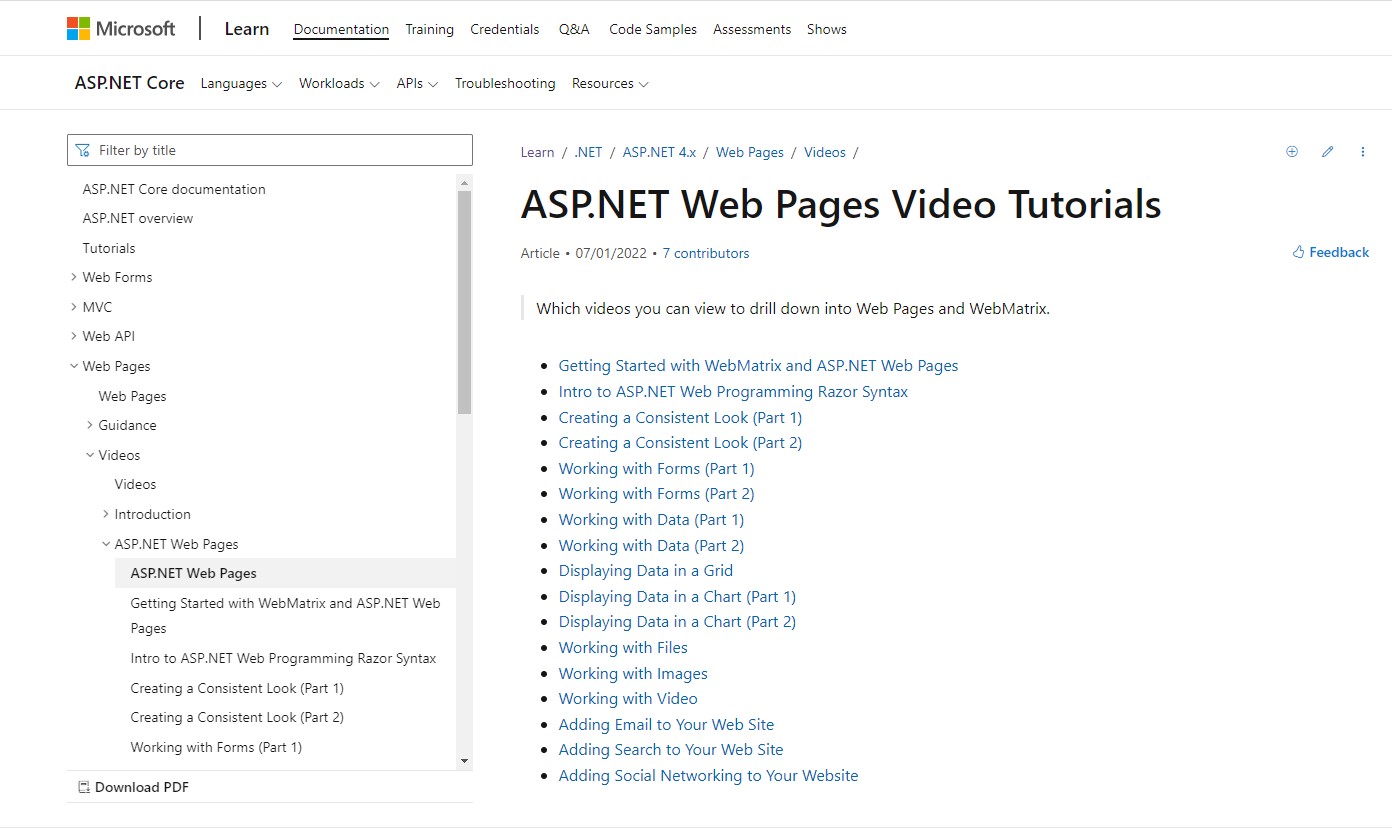 Microsoft | Learn Documentation Training Credentials Q&A Code Samples Assessments Shows
ASP.NET Core Languages Workloads APIs Troubleshooting Resources
Filter by title
ASP.NET Core documentation
ASP.NET overview
Tutorials
Web Forms
MVC
Web API
Web Pages
Web Pages
Guidance
Videos
Videos
Introduction
ASP.NET Web Pages
ASP.NET Web Pages
Getting Started with WebMatrix and ASP.NET Web
Pages
Intro to ASP.NET Web Programming Razor Syntax
Creating a Consistent Look (Part 1)
Creating a Consistent Look (Part 2)
Working with Forms (Part 1)
Download PDF
Learn / .NET / ASP.NET 4.x / Web Pages / Videos /
ASP.NET Web Pages Video Tutorials
Article • 07/01/2022 • 7 contributors
Feedback
Which videos you can view to drill down into Web Pages and WebMatrix.
• Getting Started with WebMatrix and ASP.NET Web Pages
• Intro to ASP.NET Web Programming Razor Syntax
• Creating a Consistent Look (Part 1)
• Creating a Consistent Look (Part 2)
• Working with Forms (Part 1)
• Working with Forms (Part 2)
• Working with Data (Part 1)
• Working with Data (Part 2)
• Displaying Data in a Grid
• Displaying Data in a Chart (Part 1)
• Displaying Data in a Chart (Part 2)
• Working with Files
• Working with Images
• Working with Video
• Adding Email to Your Web Site
• Adding Search to Your Web Site
• Adding Social Networking to Your Website